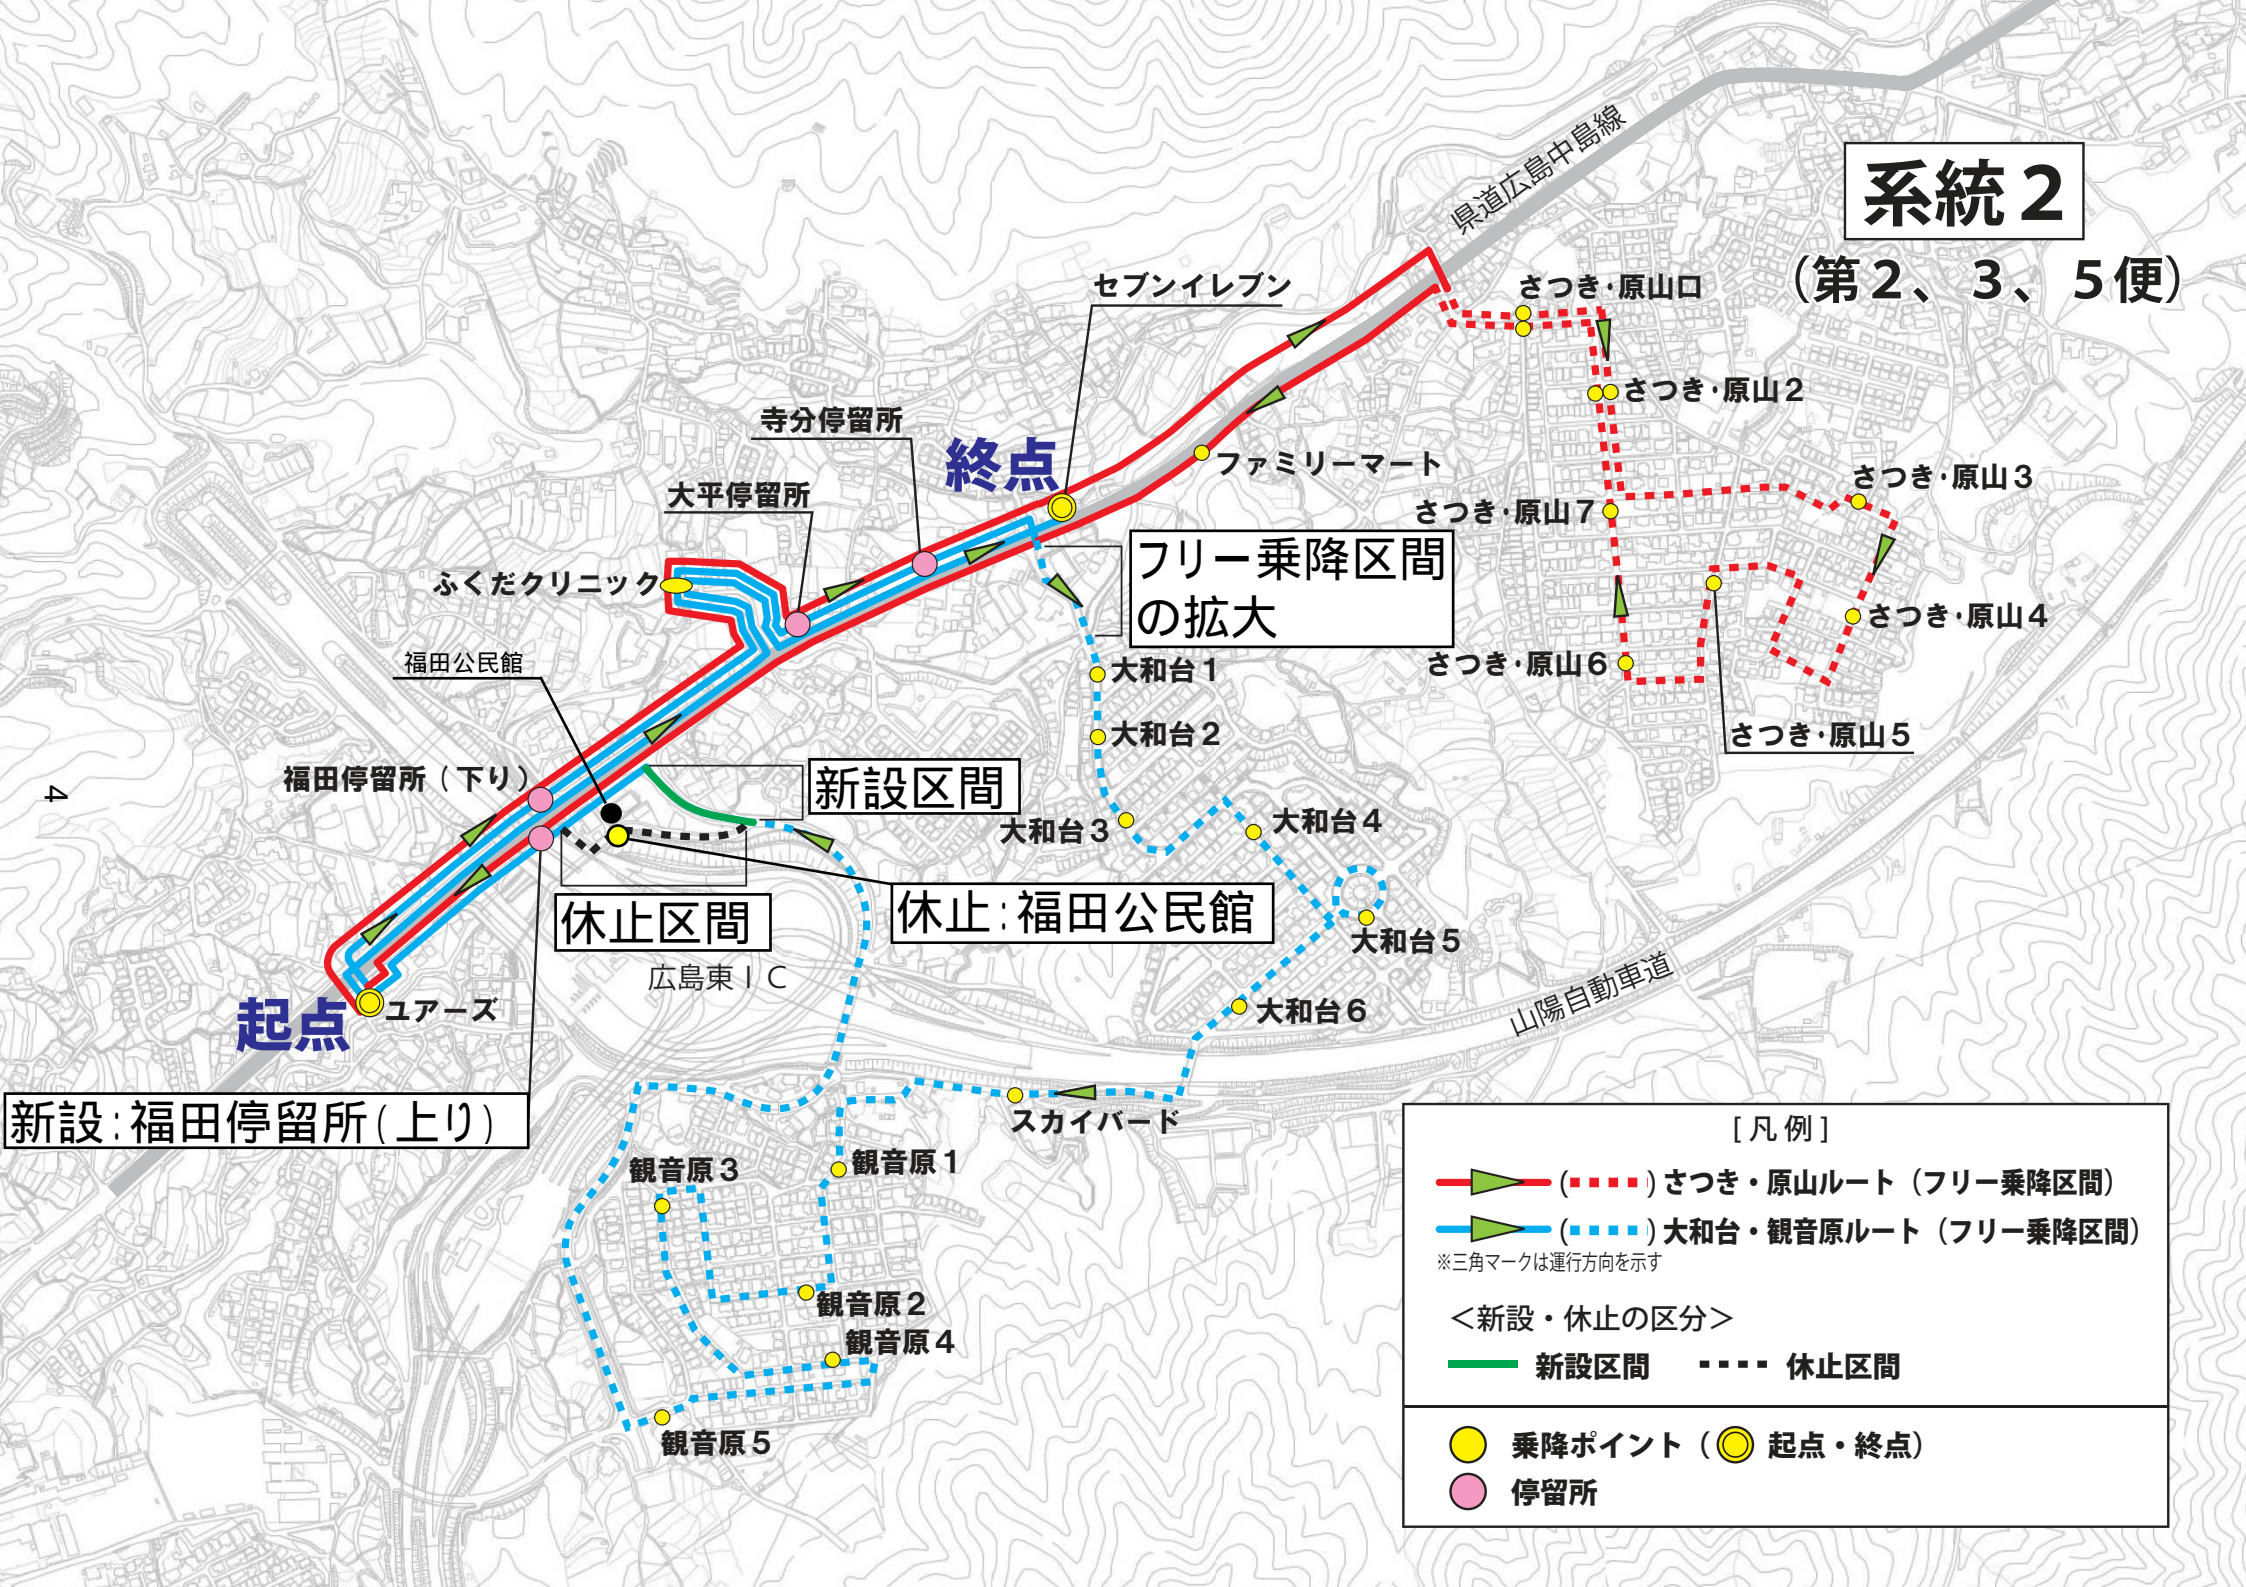 系統２
（第２、３、５便）
県道広島中島線
セブンイレブン
さつき・原山口
さつき・原山２
寺分停留所
終点
ファミリーマート
さつき・原山３
大平停留所
さつき・原山７
フリー乗降区間
の拡大
ふくだクリニック
さつき・原山４
福田公民館
大和台１
さつき・原山６
大和台２
さつき・原山５
福田停留所（下り）
新設区間
4
大和台３
大和台４
休止区間
休止：福田公民館
大和台５
広島東ＩＣ
山陽自動車道
起点
ユアーズ
大和台６
新設：福田停留所（上り）
スカイバード
観音原３
観音原１
観音原２
観音原４
観音原５
［凡例］
（　）さつき・原山ルート（フリー乗降区間）
（　）大和台・観音原ルート（フリー乗降区間）
※三角マークは運行方向を示す
＜新設・休止の区分＞
新設区間　休止区間
乗降ポイント（　起点・終点）
停留所